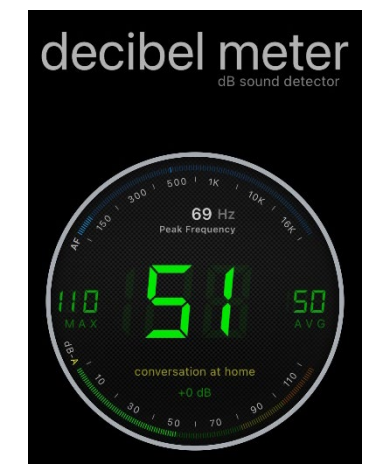 decibel meter
dB sound detector
AF 150 300 500 1K 10K 16K
69 Hz
Peak Frequency
110 51 50
MAX AVG
conversation at home
+0 dB
dB-A 10 30 50 70 90 110